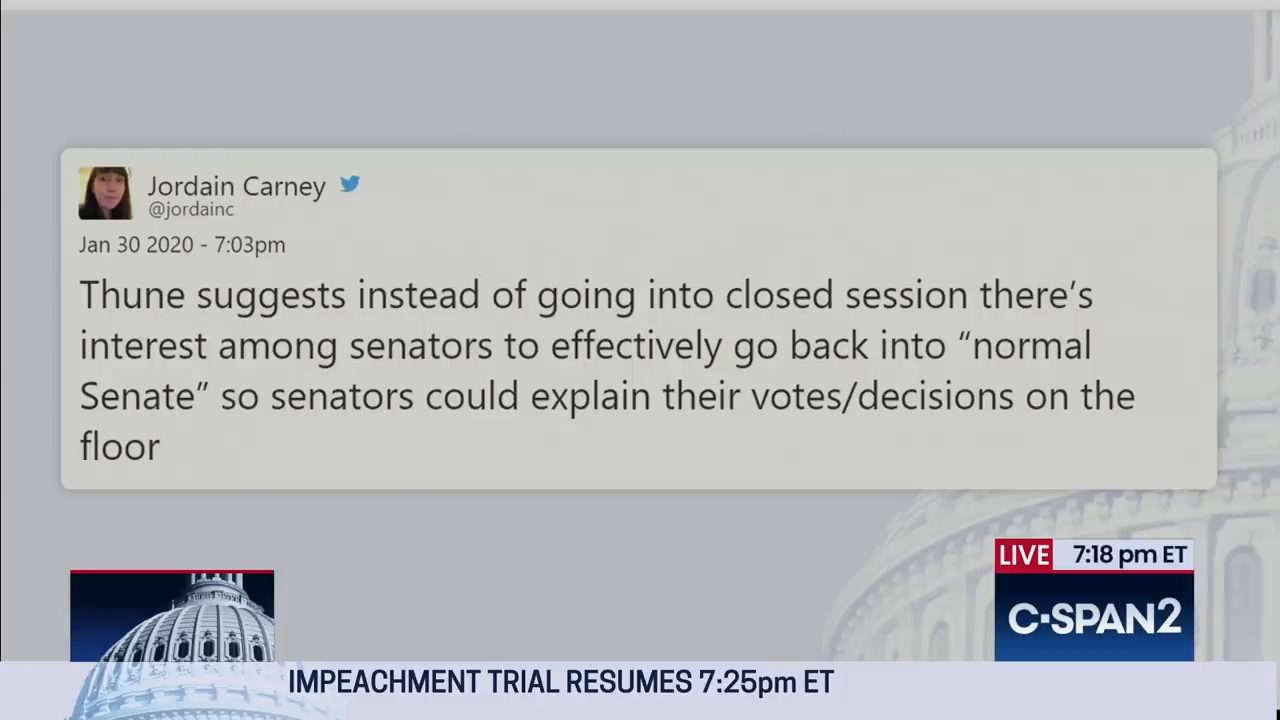 Jordain Carney
@jordainc
Jan 30 2020 - 7:03pm
Thune suggests instead of going into closed session there's
interest among senators to effectively go back into “normal
Senate” so senators could explain their votes/decisions on the
floor
LIVE 7:18 pm ET
C-SPAN2
IMPEACHMENT TRIAL RESUMES 7:25pm ET